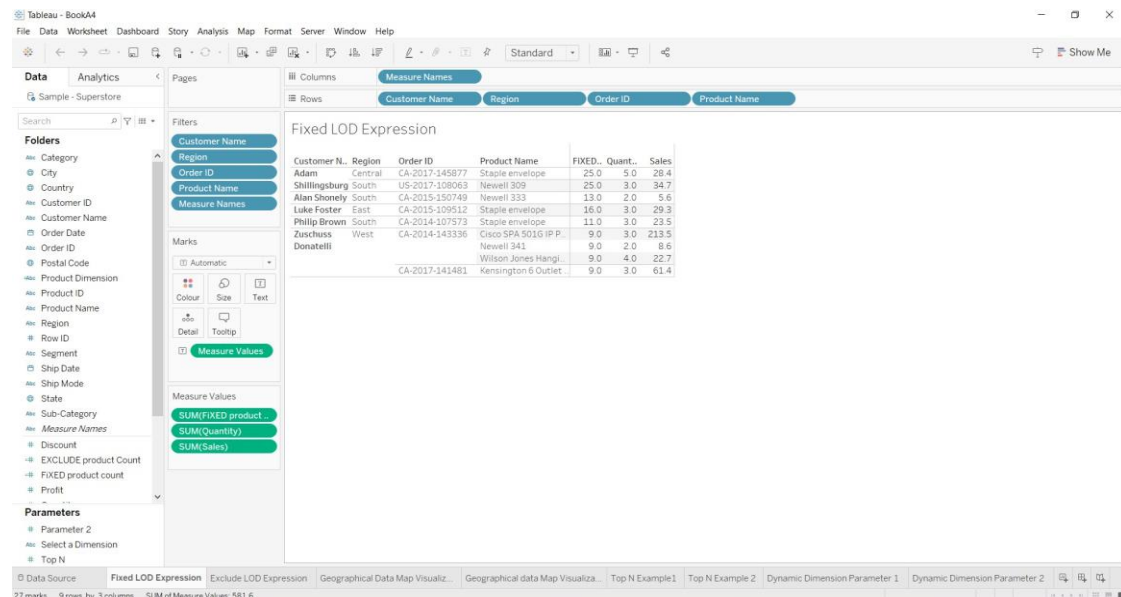 Tableau - BookA4
File Data Worksheet Dashboard Story Analysis Map Format Server Window Help
Standard
Show Me
Data Analytics
Sample - Superstore
Search
Folders
Abc Category
City
Country
Abc Customer ID
Abc Customer Name
Order Date
Abc Order ID
Postal Code
Product Dimension
Abc Product ID
Abc Product Name
Abc Region
# Row ID
Abc Segment
Ship Date
Abc Ship Mode
State
Abc Sub-Category
Abc Measure Names
# Discount
EXCLUDE product Count
FiXED product count
# Profit
Parameters
# Parameter 2
Abc Select a Dimension
# Top N
Pages
Filters
Customer Name
Region
Order ID
Product Name
Measure Names
Marks
Automatic
Colour Size Text
Detail Tooltip
Measure Values
Measure Values
SUM(FiXED product ..
SUM(Quantity)
SUM(Sales)
Columns Measure Names
Rows Customer Name Region Order ID Product Name
Fixed LOD Expression
Customer N.. Region Order ID Product Name FiXED.. Quant.. Sales
Adam Central CA-2017-145877 Staple envelope 25.0 5.0 28.4
Shillingsburg South US-2017-108063 Newell 309 25.0 3.0 34.7
Alan Shonely South CA-2015-150749 Newell 333 13.0 2.0 5.6
Luke Foster East CA-2015-109512 Staple envelope 16.0 3.0 29.3
Philip Brown South CA-2014-107573 Staple envelope 11.0 3.0 23.5
Zuschuss West CA-2014-143336 Cisco SPA 501G IP P.. 9.0 3.0 213.5
Donatelli Newell 341 9.0 2.0 8.6
Wilson Jones Hangi.. 9.0 4.0 22.7
CA-2017-141481 Kensington 6 Outlet .. 9.0 3.0 61.4
Data Source Fixed LOD Expression Exclude LOD Expression Geographical Data Map Visualiz... Geographical data Map Visualiza... Top N Example1 Top N Example 2 Dynamic Dimension Parameter 1 Dynamic Dimension Parameter 2
27 marks 9 rows by 3 columns SUM of Measure Values: 581.6